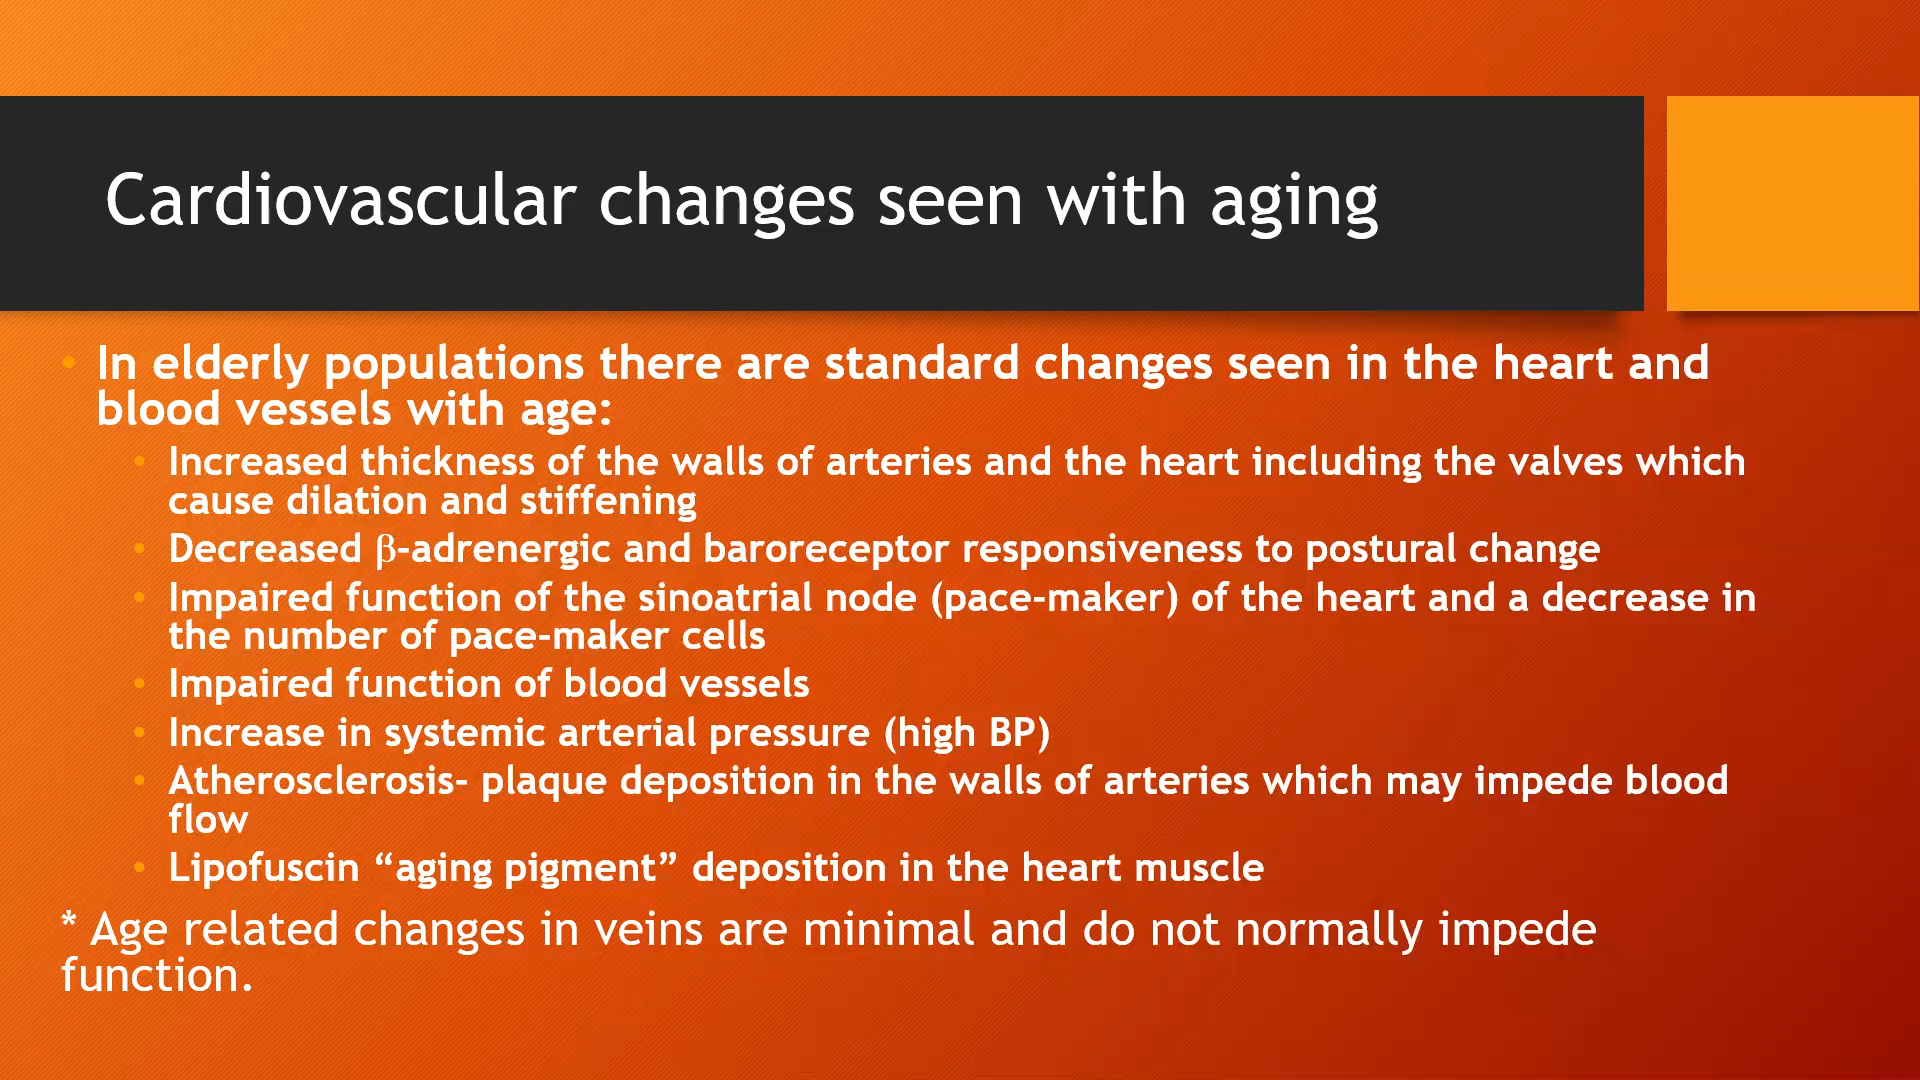 Cardiovascular changes seen with aging
• In elderly populations there are standard changes seen in the heart and
blood vessels with age:
• Increased thickness of the walls of arteries and the heart including the valves which
cause dilation and stiffening
• Decreased β-adrenergic and baroreceptor responsiveness to postural change
• Impaired function of the sinoatrial node (pace-maker) of the heart and a decrease in
the number of pace-maker cells
• Impaired function of blood vessels
• Increase in systemic arterial pressure (high BP)
• Atherosclerosis- plaque deposition in the walls of arteries which may impede blood
flow
• Lipofuscin “aging pigment” deposition in the heart muscle
* Age related changes in veins are minimal and do not normally impede
function.